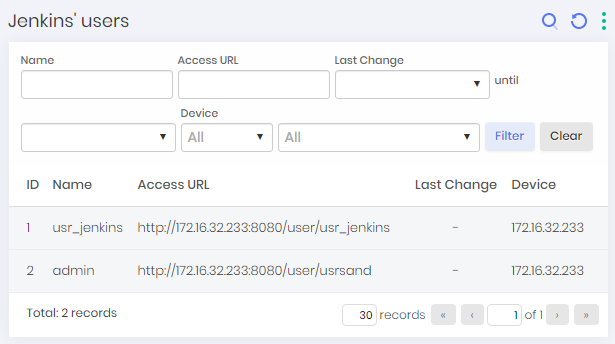 Jenkins' users
Name Access URL Last Change
until
Device
All All Filter Clear
ID Name Access URL Last Change Device
1 usr_jenkins http://172.16.32.233:8080/user/usr_jenkins - 172.16.32.233
2 admin http://172.16.32.233:8080/user/usrsand - 172.16.32.233
Total: 2 records 30 records « ‹ 1 of 1 › »